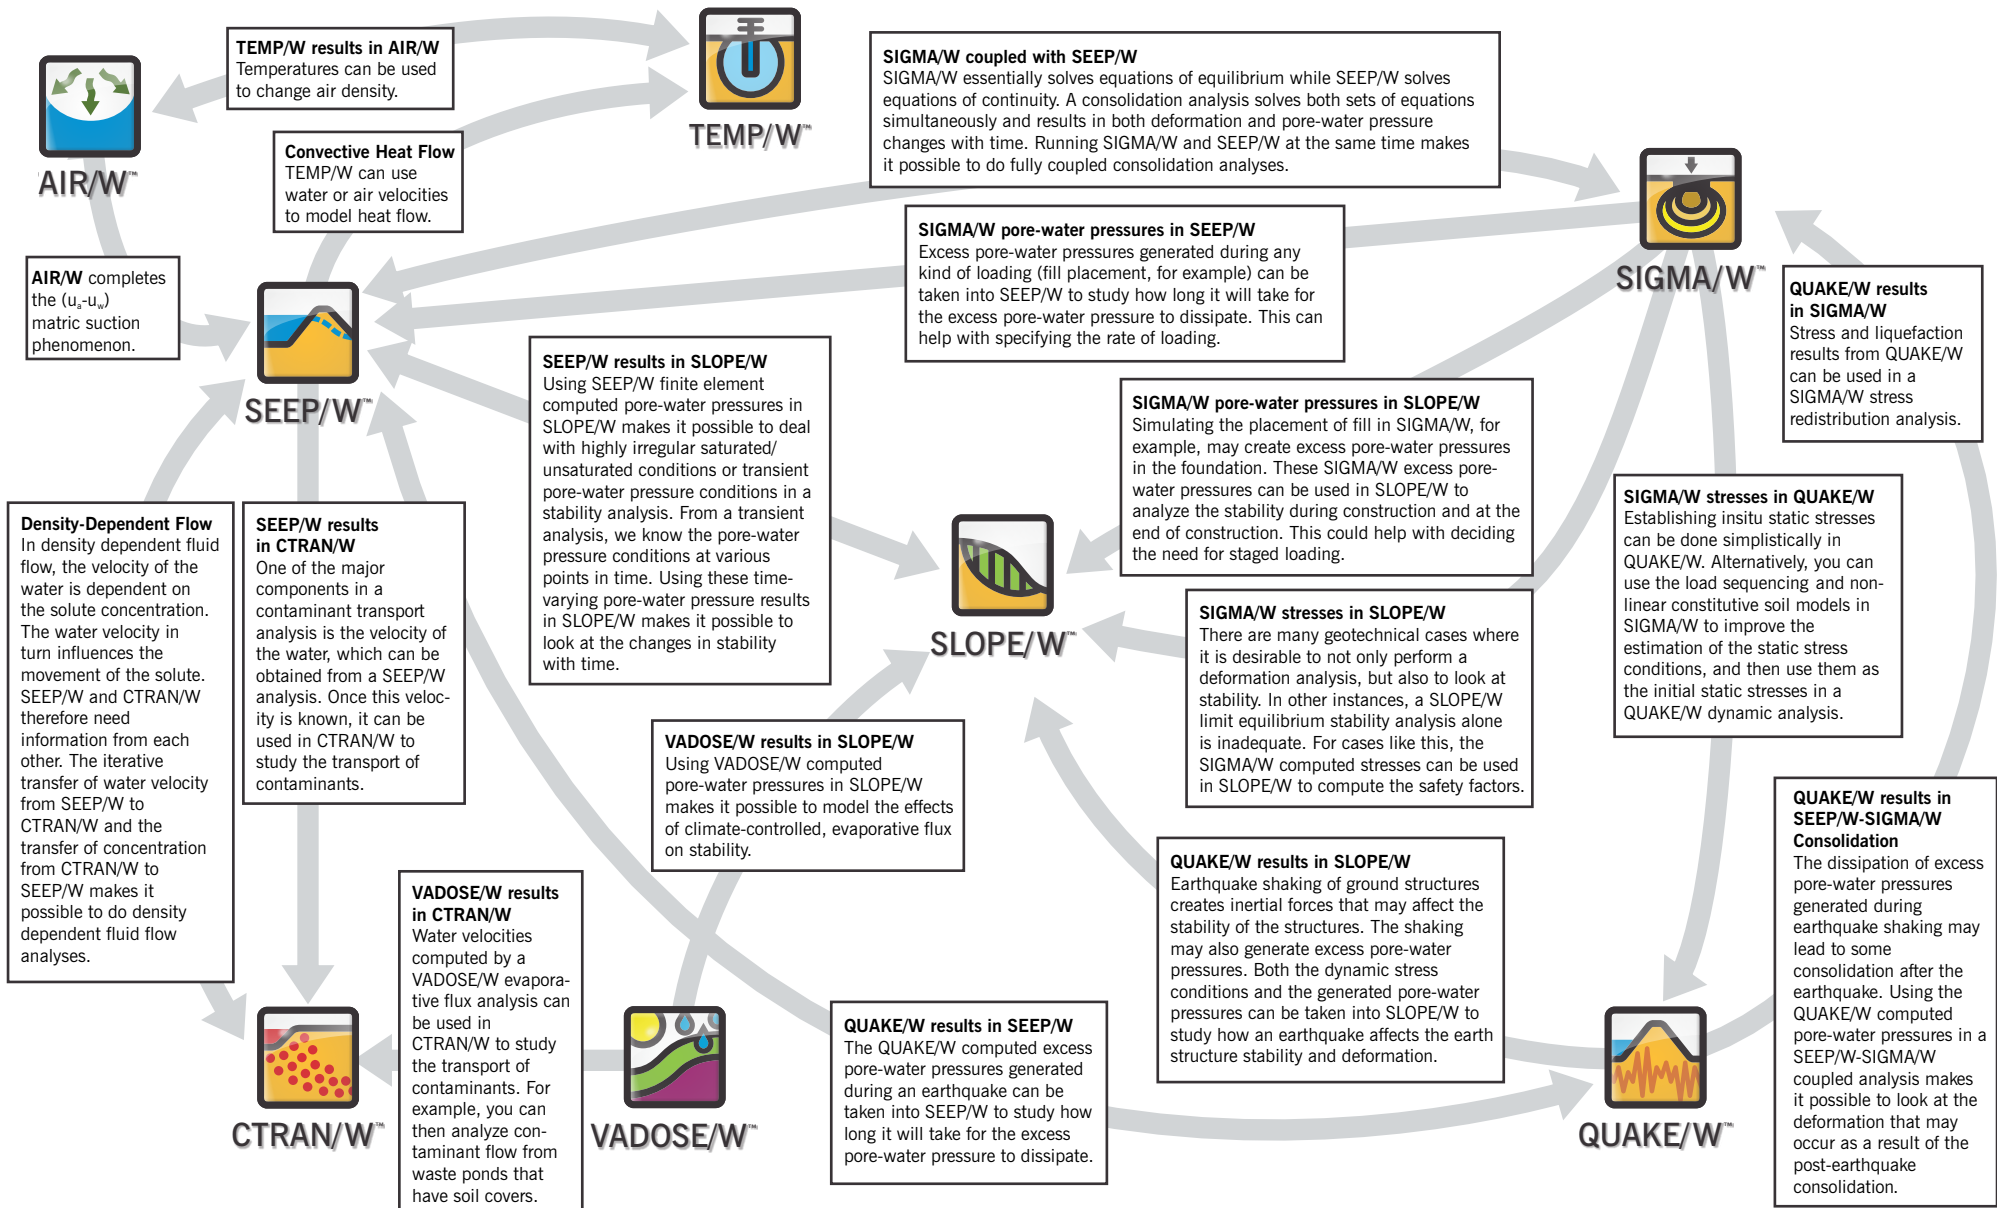 TEMP/W results in AIR/W
Temperatures can be used
to change air density.
AIR/W™
TEMP/W™
Convective Heat Flow
TEMP/W can use
water or air velocities
to model heat flow.
SIGMA/W coupled with SEEP/W
SIGMA/W essentially solves equations of equilibrium while SEEP/W solves
equations of continuity. A consolidation analysis solves both sets of equations
simultaneously and results in both deformation and pore-water pressure
changes with time. Running SIGMA/W and SEEP/W at the same time makes
it possible to do fully coupled consolidation analyses.
SIGMA/W™
AIR/W completes
the (ua-uw)
matric suction
phenomenon.
SEEP/W™
SIGMA/W pore-water pressures in SEEP/W
Excess pore-water pressures generated during any
kind of loading (fill placement, for example) can be
taken into SEEP/W to study how long it will take for
the excess pore-water pressure to dissipate. This can
help with specifying the rate of loading.
QUAKE/W results
in SIGMA/W
Stress and liquefaction
results from QUAKE/W
can be used in a
SIGMA/W stress
redistribution analysis.
SEEP/W results in SLOPE/W
Using SEEP/W finite element
computed pore-water pressures in
SLOPE/W makes it possible to deal
with highly irregular saturated/
unsaturated conditions or transient
pore-water pressure conditions in a
stability analysis. From a transient
analysis, we know the pore-water
pressure conditions at various
points in time. Using these time-
varying pore-water pressure results
in SLOPE/W makes it possible to
look at the changes in stability
with time.
SIGMA/W pore-water pressures in SLOPE/W
Simulating the placement of fill in SIGMA/W, for
example, may create excess pore-water pressures
in the foundation. These SIGMA/W excess pore-
water pressures can be used in SLOPE/W to
analyze the stability during construction and at the
end of construction. This could help with deciding
the need for staged loading.
SIGMA/W stresses in QUAKE/W
Establishing insitu static stresses
can be done simplistically in
QUAKE/W. Alternatively, you can
use the load sequencing and non-
linear constitutive soil models in
SIGMA/W to improve the
estimation of the static stress
conditions, and then use them as
the initial static stresses in a
QUAKE/W dynamic analysis.
Density-Dependent Flow
In density dependent fluid
flow, the velocity of the
water is dependent on
the solute concentration.
The water velocity in
turn influences the
movement of the solute.
SEEP/W and CTRAN/W
therefore need
information from each
other. The iterative
transfer of water velocity
from SEEP/W to
CTRAN/W and the
transfer of concentration
from CTRAN/W to
SEEP/W makes it
possible to do density
dependent fluid flow
analyses.
SEEP/W results
in CTRAN/W
One of the major
components in a
contaminant transport
analysis is the velocity of
the water, which can be
obtained from a SEEP/W
analysis. Once this veloc-
ity is known, it can be
used in CTRAN/W to
study the transport of
contaminants.
SLOPE/W™
SIGMA/W stresses in SLOPE/W
There are many geotechnical cases where
it is desirable to not only perform a
deformation analysis, but also to look at
stability. In other instances, a SLOPE/W
limit equilibrium stability analysis alone
is inadequate. For cases like this, the
SIGMA/W computed stresses can be used
in SLOPE/W to compute the safety factors.
VADOSE/W results in SLOPE/W
Using VADOSE/W computed
pore-water pressures in SLOPE/W
makes it possible to model the effects
of climate-controlled, evaporative flux
on stability.
QUAKE/W results in
SEEP/W-SIGMA/W
Consolidation
The dissipation of excess
pore-water pressures
generated during
earthquake shaking may
lead to some
consolidation after the
earthquake. Using the
QUAKE/W computed
pore-water pressures in a
SEEP/W-SIGMA/W
coupled analysis makes
it possible to look at the
deformation that may
occur as a result of the
post-earthquake
consolidation.
QUAKE/W results in SLOPE/W
Earthquake shaking of ground structures
creates inertial forces that may affect the
stability of the structures. The shaking
may also generate excess pore-water
pressures. Both the dynamic stress
conditions and the generated pore-water
pressures can be taken into SLOPE/W to
study how an earthquake affects the earth
structure stability and deformation.
VADOSE/W results
in CTRAN/W
Water velocities
computed by a
VADOSE/W evapora-
tive flux analysis can
be used in
CTRAN/W to study
the transport of
contaminants. For
example, you can
then analyze con-
taminant flow from
waste ponds that
have soil covers.
QUAKE/W results in SEEP/W
The QUAKE/W computed excess
pore-water pressures generated
during an earthquake can be
taken into SEEP/W to study how
long it will take for the excess
pore-water pressure to dissipate.
CTRAN/W™
VADOSE/W™
QUAKE/W™